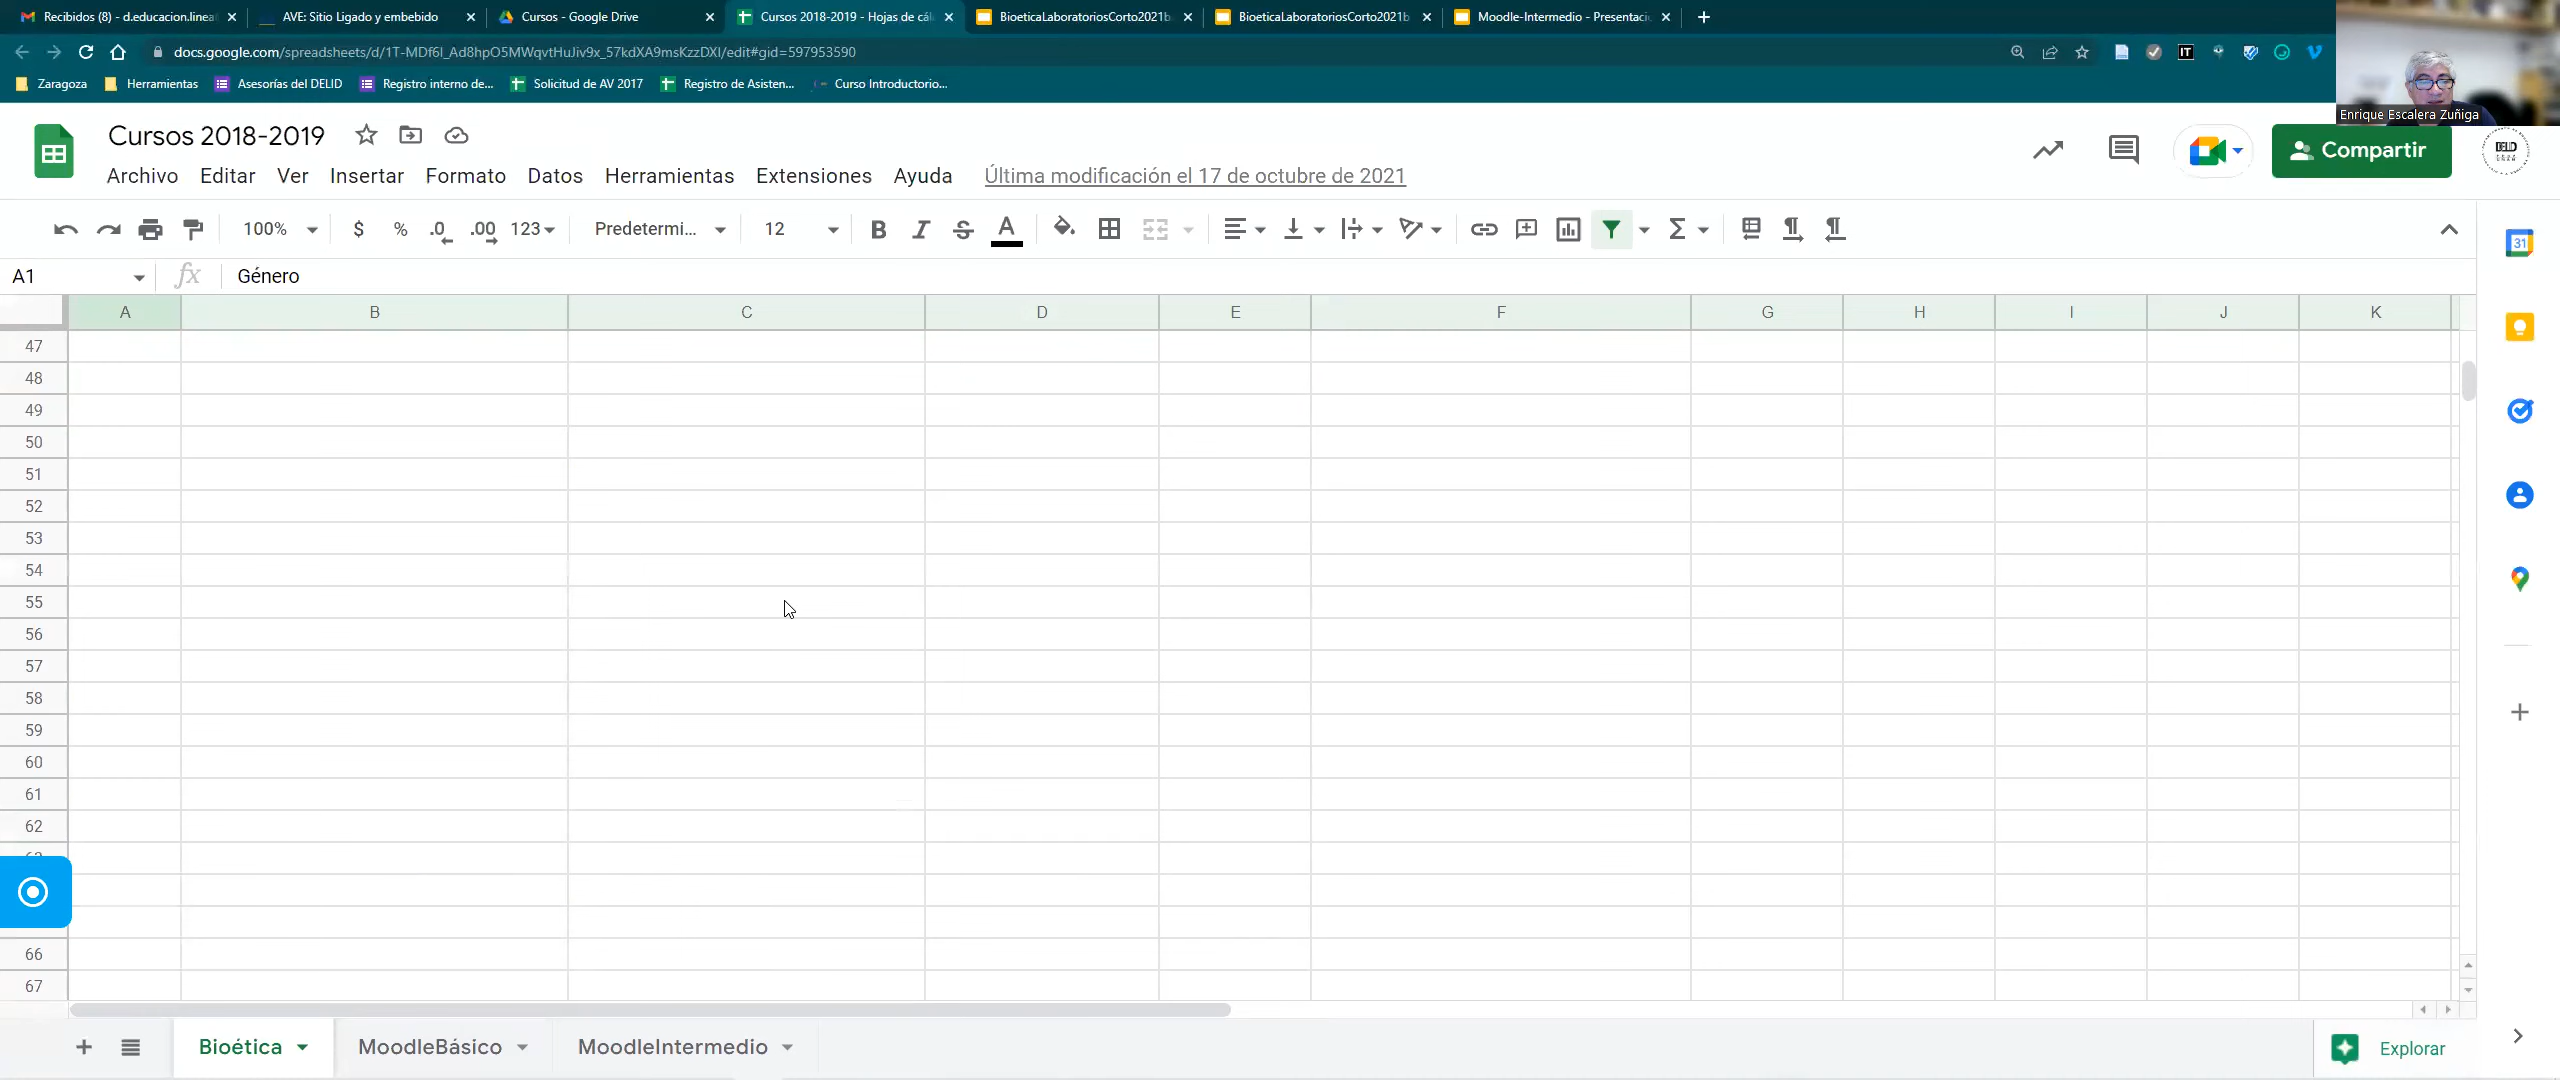 Recibidos (8) - d.educacion.linea
AVE: Sitio Ligado y embebido
Cursos - Google Drive
Cursos 2018-2019 - Hojas de cál
BioeticaLaboratoriosCorto2021b
BioeticaLaboratoriosCorto2021b
Moodle-Intermedio - Presentaci
docs.google.com/spreadsheets/d/1T-MDf6l_Ad8hpO5MWqvtHuJiv9x_57kdXA9msKzzDXI/edit#gid=597953590
Zaragoza
Herramientas
Asesorías del DELID
Registro interno de...
Solicitud de AV 2017
Registro de Asisten...
Curso Introductorio...
Enrique Escalera Zuñiga
Cursos 2018-2019
Compartir
DELID
Archivo Editar Ver Insertar Formato Datos Herramientas Extensiones Ayuda
Última modificación el 17 de octubre de 2021
100% $ % .0 .00 123 Predetermi... 12 B I S A
31
A1 fx Género
A B C D E F G H I J K
47
48
49
50
51
52
53
54
55
56
57
58
59
60
61
62
66
67
Bioética
MoodleBásico
MoodleIntermedio
Explorar